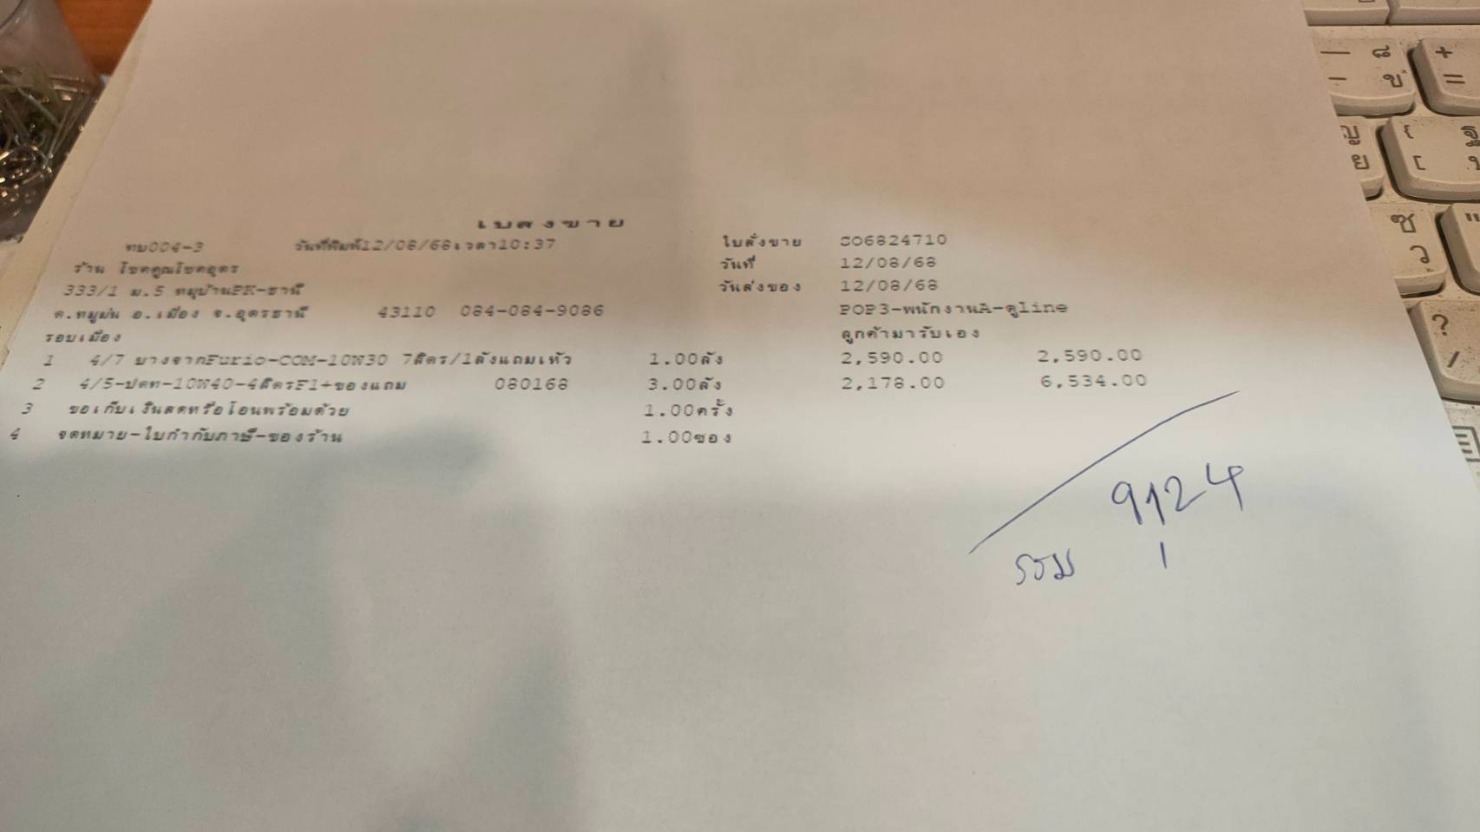 ใบสั่งขาย
ทบ004-3 วันที่พิมพ์12/08/68เวลา10:37 ใบสั่งขาย SO6824710
ร้าน โชคคูณโชคอุดร วันที่ 12/08/68
333/1 ม.5 หมู่บ้านPK-ธานี วันส่งของ 12/08/68
ต.หมูม่น อ.เมือง จ.อุดรธานี 43110 084-084-9086 POP3-พนักงานA-ดูline
รอบเมือง ลูกค้ามารับเอง
1 4/7 บางจากFurio-COM-10W30 7ลิตร/1ลังแถมเห้ว 1.00ลัง 2,590.00 2,590.00
2 4/5-ปตท-10W40-4ลิตรF1+ของแถม 080168 3.00ลัง 2,178.00 6,534.00
3 ขอเก็บเงินสดหรือโอนพร้อมด้วย 1.00ครั้ง
4 จดหมาย-ใบกำกับภาษี-ของร้าน 1.00ซอง
รวม 9,124